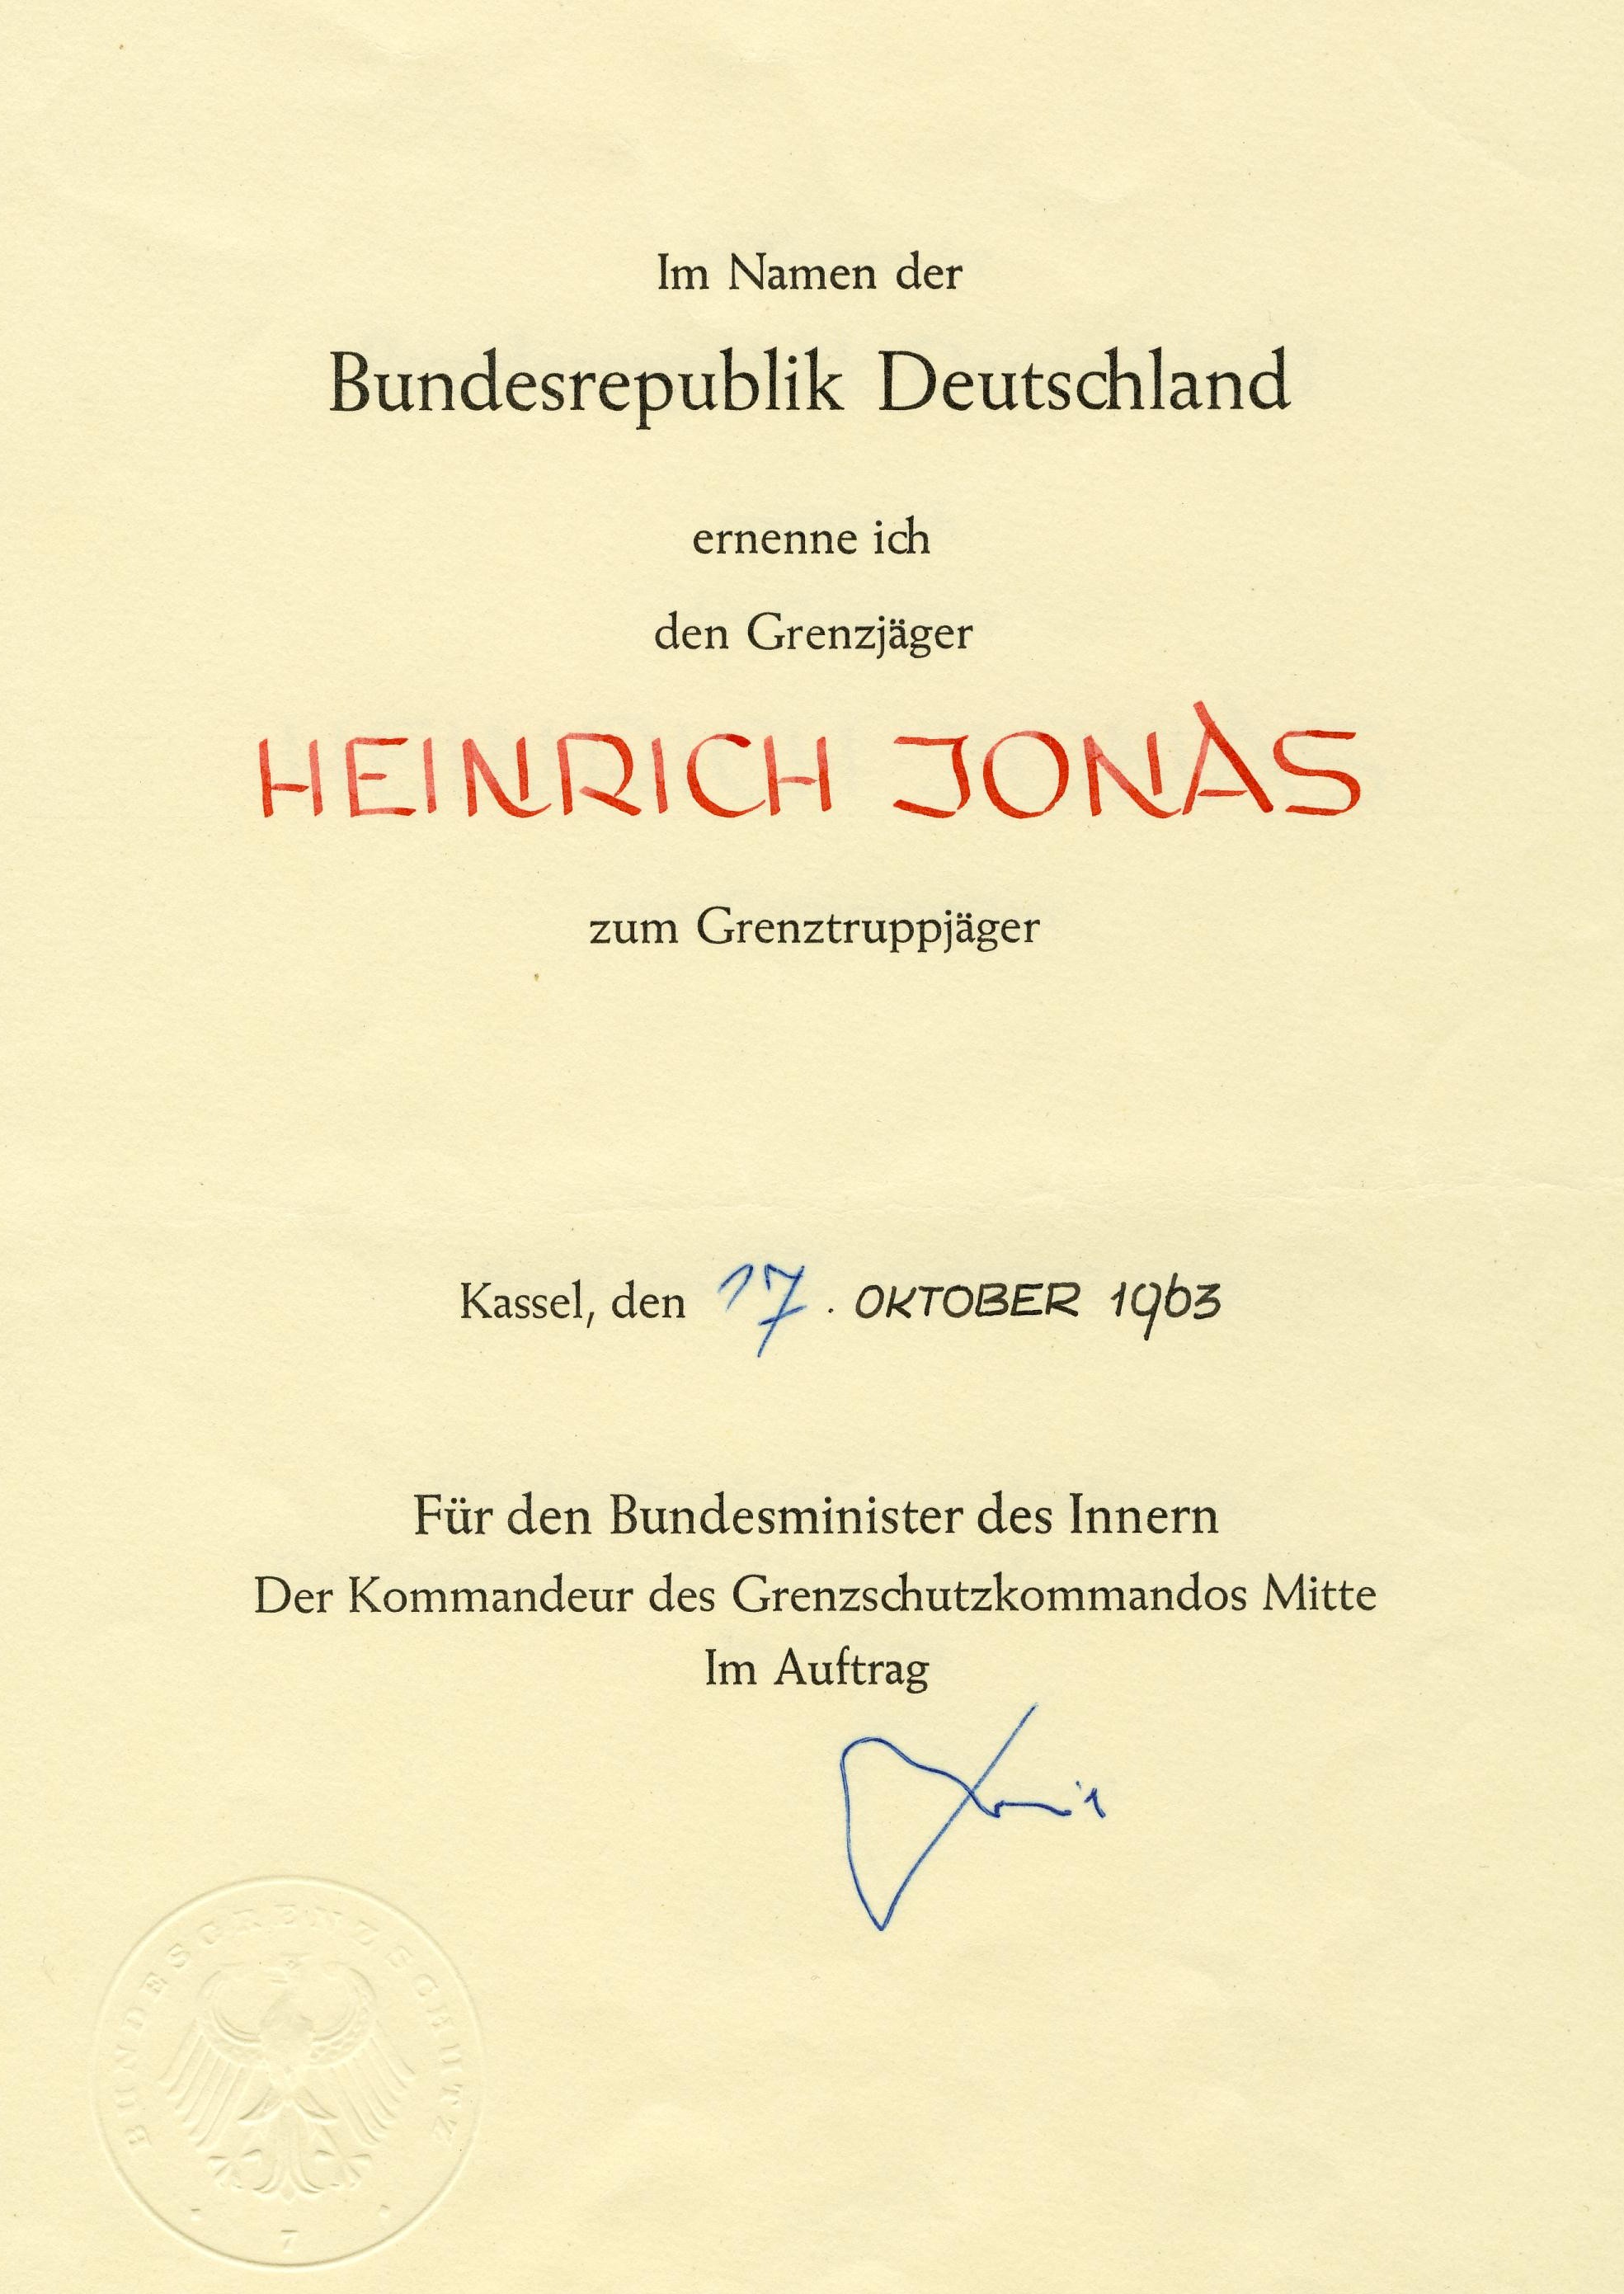 Im Namen der
Bundesrepublik Deutschland
ernenne ich
den Grenzjäger
HEINRICH JONAS
zum Grenztruppjäger
Kassel, den 17. OKTOBER 1963
Für den Bundesminister des Innern
Der Kommandeur des Grenzschutzkommandos Mitte
Im Auftrag
BUNDESGRENZSCHUTZ
7